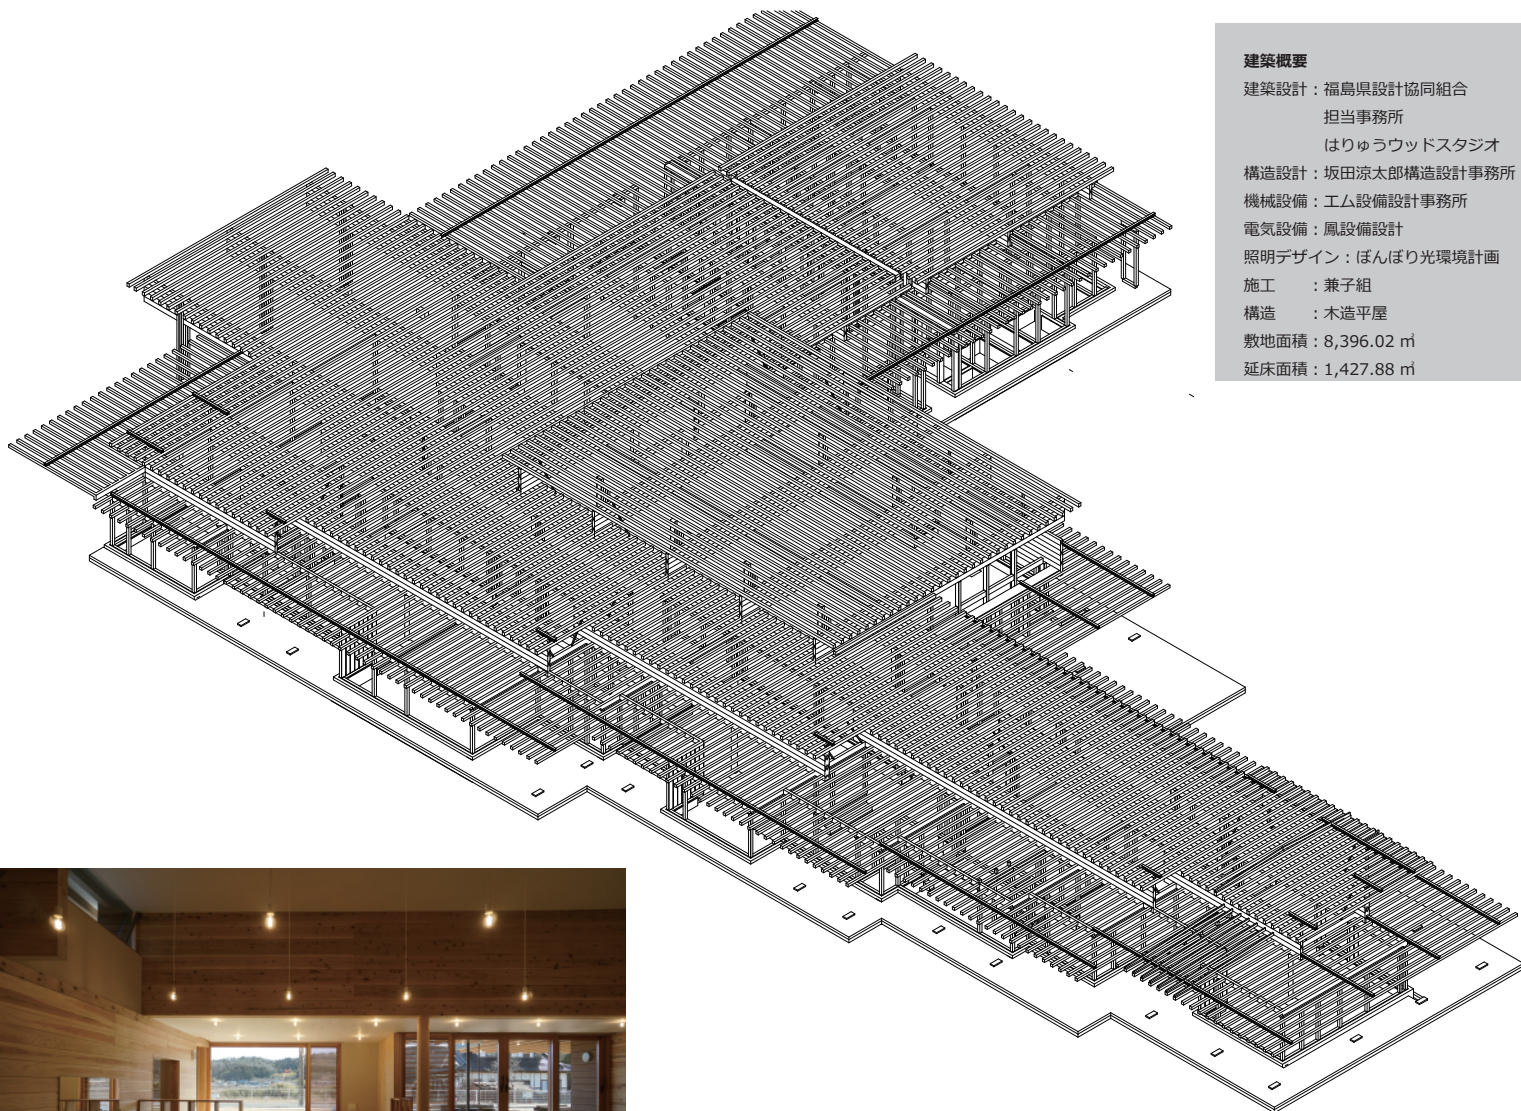 建築概要
建築設計：福島県設計協同組合
担当事務所
はりゅうウッドスタジオ
構造設計：坂田涼太郎構造設計事務所
機械設備：エム設備設計事務所
電気設備：鳳設備設計
照明デザイン：ぼんぼり光環境計画
施工　　：兼子組
構造　　：木造平屋
敷地面積：8,396.02 ㎡
延床面積：1,427.88 ㎡